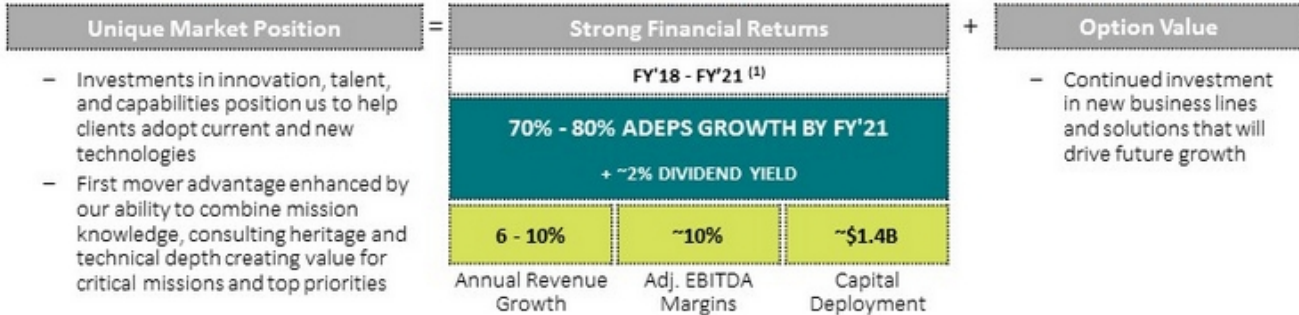 Unique Market Position
=
Strong Financial Returns
+
Option Value
– Investments in innovation, talent,
and capabilities position us to help
clients adopt current and new
technologies
– First mover advantage enhanced by
our ability to combine mission
knowledge, consulting heritage and
technical depth creating value for
critical missions and top priorities
FY'18 - FY'21 (1)
70% - 80% ADEPS GROWTH BY FY'21
+ ~2% DIVIDEND YIELD
6 - 10%
~10%
~$1.4B
Annual Revenue
Growth
Adj. EBITDA
Margins
Capital
Deployment
– Continued investment
in new business lines
and solutions that will
drive future growth